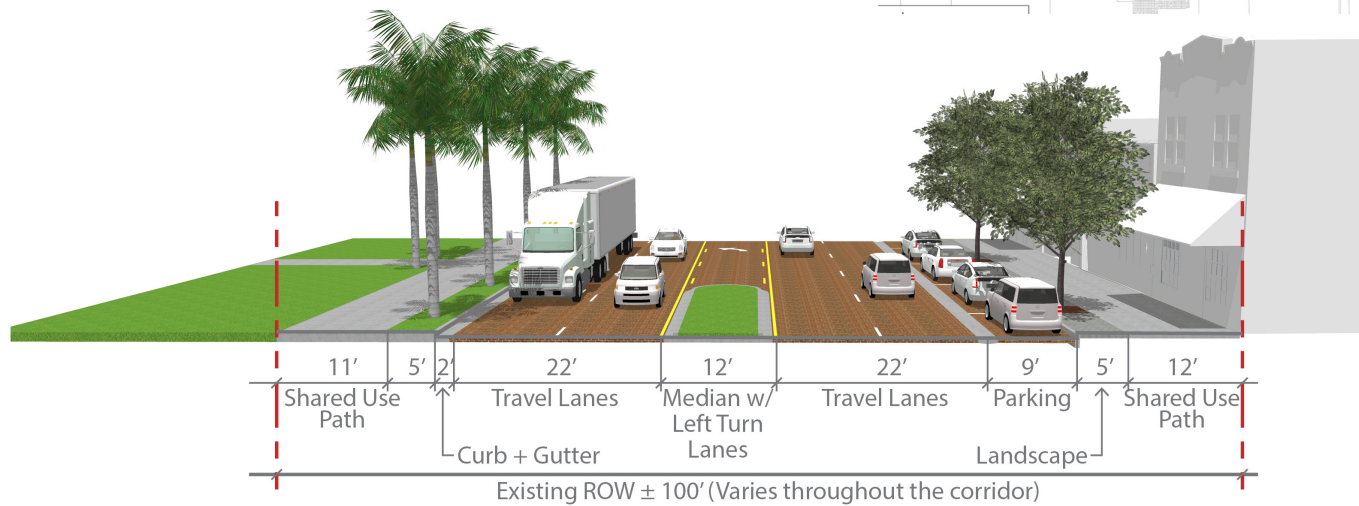 11’ 5’ 2’ 22’ 12’ 22’ 9’ 5’ 12’
Shared Use Path
Travel Lanes
Median w/
Left Turn
Lanes
Travel Lanes
Parking
Shared Use
Path
Curb + Gutter
Landscape
Existing ROW ± 100’ (Varies throughout the corridor)